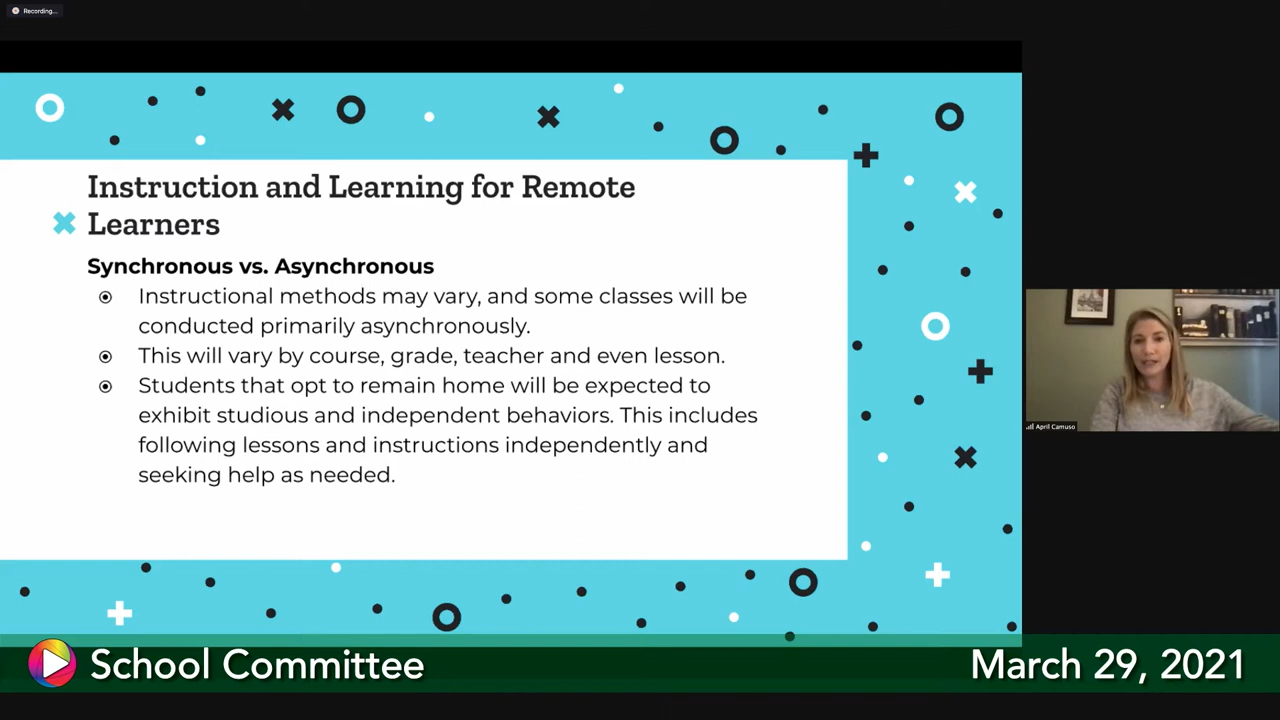 Recording...
Instruction and Learning for Remote
Learners
Synchronous vs. Asynchronous
Instructional methods may vary, and some classes will be
conducted primarily asynchronously.
This will vary by course, grade, teacher and even lesson.
Students that opt to remain home will be expected to
exhibit studious and independent behaviors. This includes
following lessons and instructions independently and
seeking help as needed.
April Camuso
School Committee
March 29, 2021